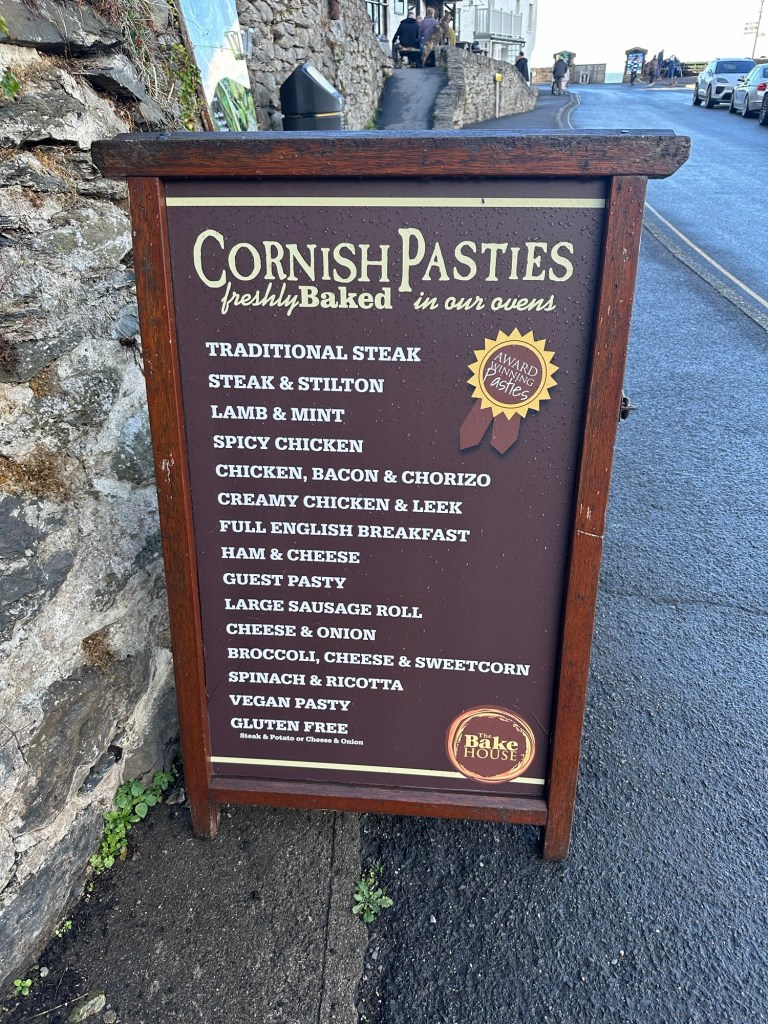 CORNISH PASTIES
freshly Baked in our ovens
TRADITIONAL STEAK
AWARD
WINNING
Pasties
STEAK & STILTON
LAMB & MINT
SPICY CHICKEN
CHICKEN, BACON & CHORIZO
CREAMY CHICKEN & LEEK
FULL ENGLISH BREAKFAST
HAM & CHEESE
GUEST PASTY
LARGE SAUSAGE ROLL
CHEESE & ONION
BROCCOLI, CHEESE & SWEETCORN
SPINACH & RICOTTA
VEGAN PASTY
GLUTEN FREE
Steak & Potato or Cheese & Onion
The
Bake
HOUSE